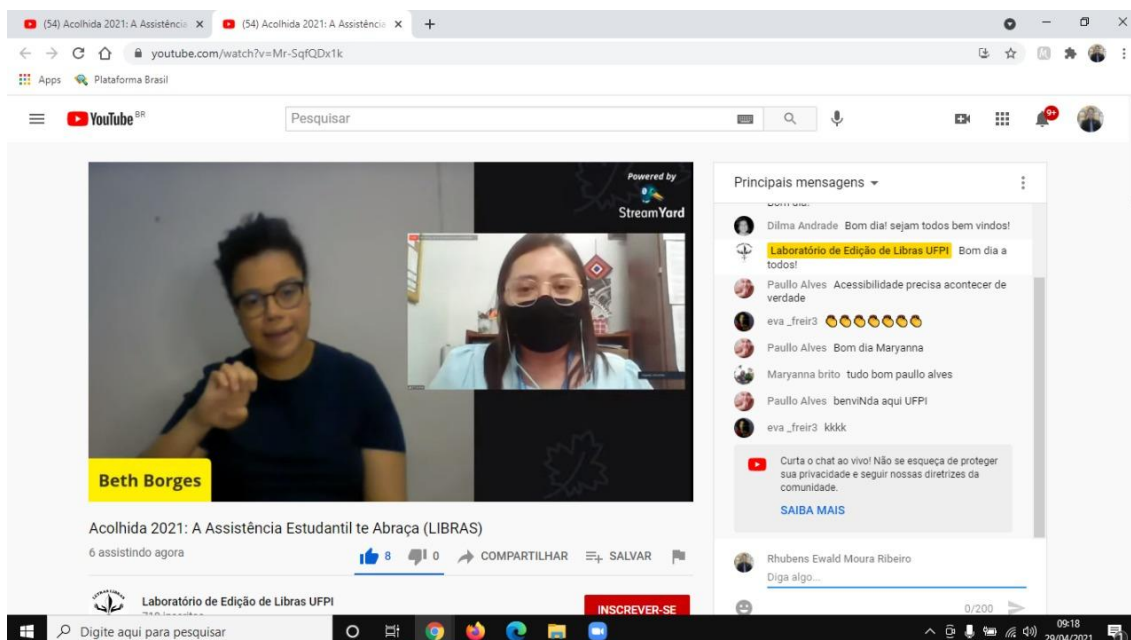 (54) Acolhida 2021: A Assistência
(54) Acolhida 2021: A Assistência
youtube.com/watch?v=Mr-SqfQDx1k
Apps
Plataforma Brasil
YouTube BR
Pesquisar
9+
Powered by
StreamYard
Beth Borges
Acolhida 2021: A Assistência Estudantil te Abraça (LIBRAS)
6 assistindo agora
8
0
COMPARTILHAR
SALVAR
Laboratório de Edição de Libras UFPI
INSCREVER-SE
Principais mensagens
Bom dia!
Dilma Andrade Bom dia! sejam todos bem vindos!
Laboratório de Edição de Libras UFPI Bom dia a
todos!
Paullo Alves Acessibilidade precisa acontecer de
verdade
eva _freir3 👏👏👏👏👏👏👏
Paullo Alves Bom dia Maryanna
Maryanna brito tudo bom paullo alves
Paullo Alves benviNda aqui UFPI
eva _freir3 kkkk
Curta o chat ao vivo! Não se esqueça de proteger
sua privacidade e seguir nossas diretrizes da
comunidade.
SAIBA MAIS
Rhubens Ewald Moura Ribeiro
Diga algo...
0/200
Digite aqui para pesquisar
09:18
29/04/2021